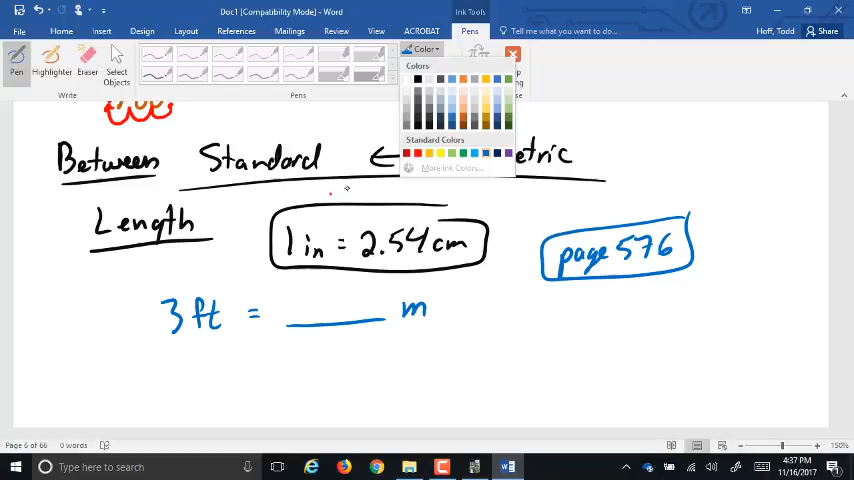 Doc1 [Compatibility Mode] - Word
Ink Tools
Hoff, Todd
File
Home
Insert
Design
Layout
References
Mailings
Review
View
ACROBAT
Pens
Tell me what you want to do...
Share
Pen
Highlighter
Eraser
Select Objects
Write
Pens
Color
Colors
Standard Colors
More Ink Colors...
Between Standard
Length
1 in = 2.54 cm
page 576
3 ft = ______ m
Page 6 of 66
0 words
150%
Type here to search
4:37 PM
11/16/2017